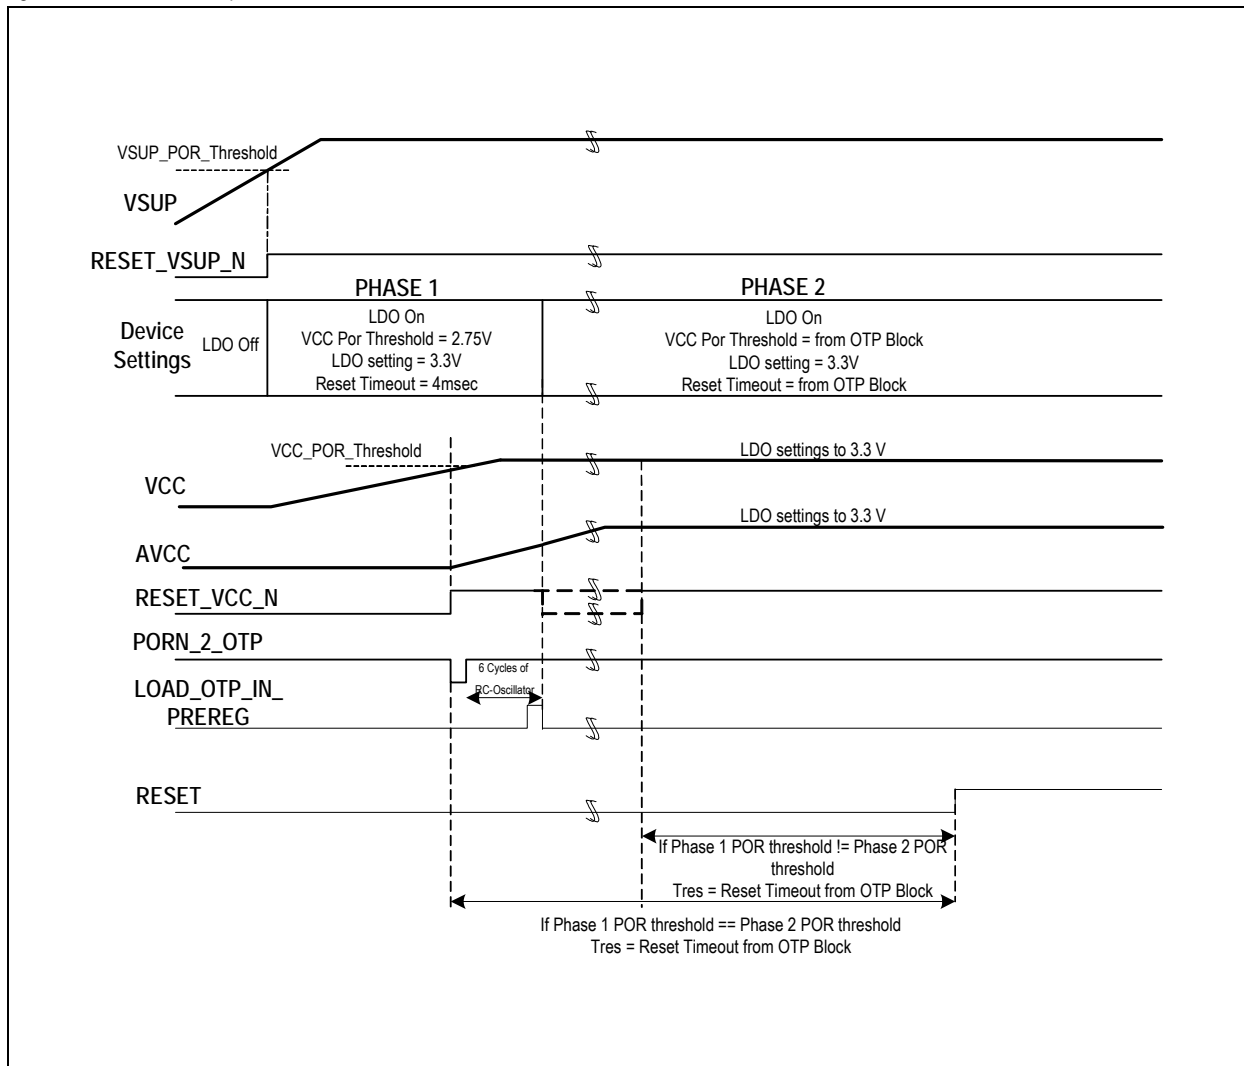 VSUP_POR_Threshold
VSUP
RESET_VSUP_N
PHASE 1
PHASE 2
Device
Settings
LDO Off
LDO On
VCC Por Threshold = 2.75V
LDO setting = 3.3V
Reset Timeout = 4msec
LDO On
VCC Por Threshold = from OTP Block
LDO setting = 3.3V
Reset Timeout = from OTP Block
VCC_POR_Threshold
LDO settings to 3.3 V
VCC
LDO settings to 3.3 V
AVCC
RESET_VCC_N
PORN_2_OTP
6 Cycles of
RC-Oscillator
LOAD_OTP_IN_
PREREG
RESET
If Phase 1 POR threshold != Phase 2 POR
threshold
Tres = Reset Timeout from OTP Block
If Phase 1 POR threshold == Phase 2 POR threshold
Tres = Reset Timeout from OTP Block